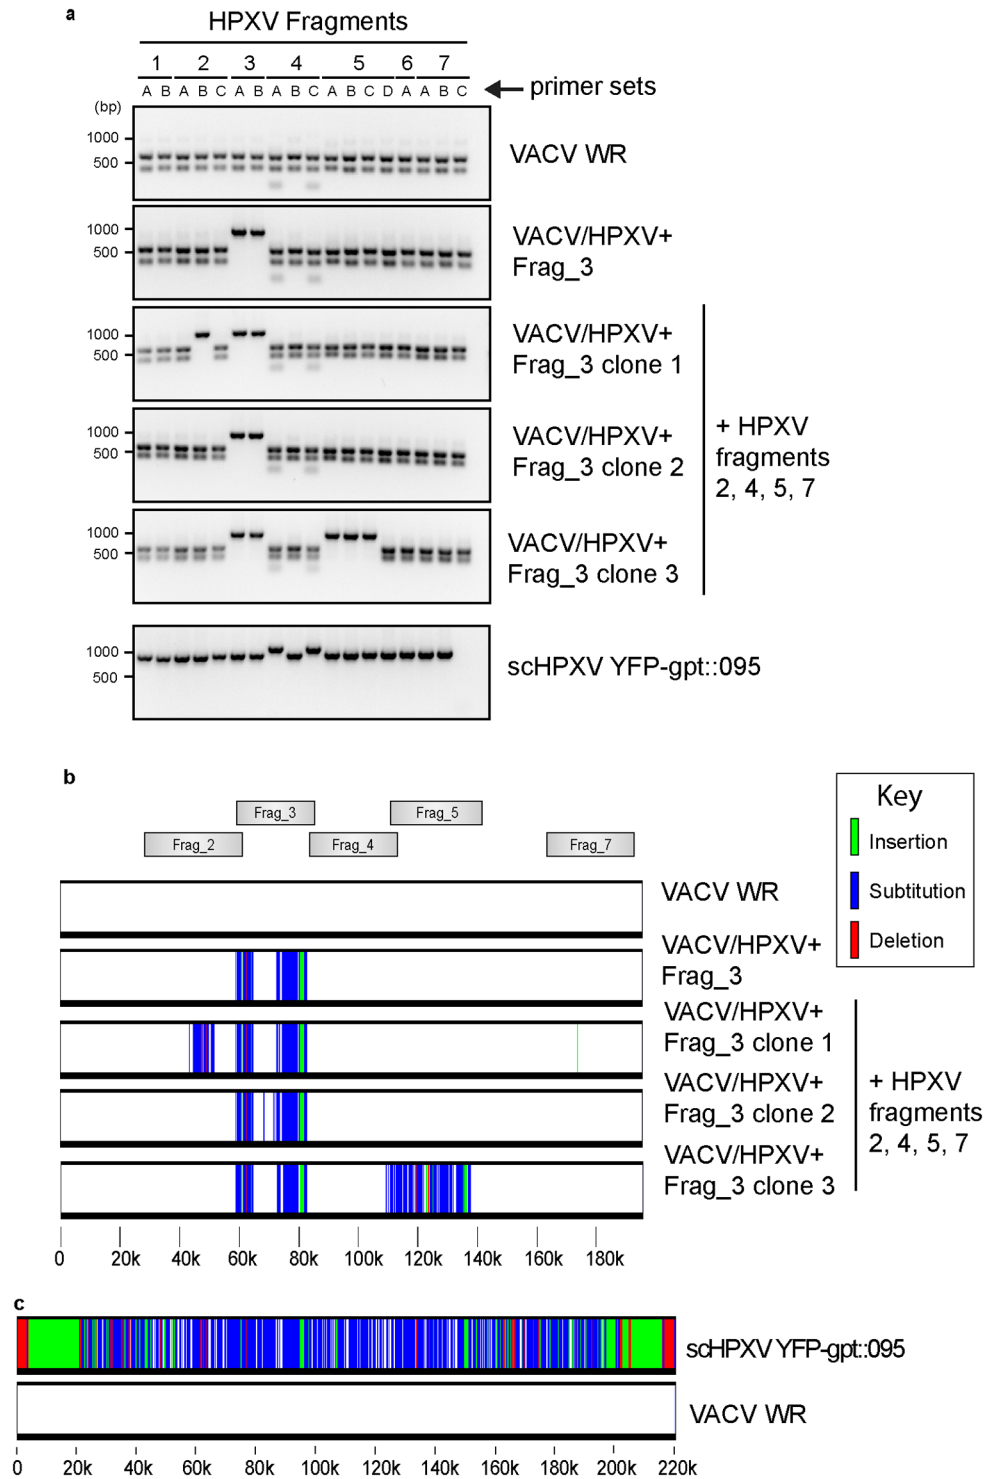 a
HPXV Fragments
1 2 3 4 5 6 7
A B A B C A B A B C A B C D A A B C
primer sets
(bp)
1000
500
VACV WR
1000
500
VACV/HPXV+
Frag_3
1000
500
VACV/HPXV+
Frag_3 clone 1
1000
500
VACV/HPXV+
Frag_3 clone 2
1000
500
VACV/HPXV+
Frag_3 clone 3
+ HPXV
fragments
2, 4, 5, 7
1000
500
scHPXV YFP-gpt::095
b
Frag_3 Frag_5
Frag_2 Frag_4 Frag_7
Key
Insertion
Subtitution
Deletion
VACV WR
VACV/HPXV+
Frag_3
VACV/HPXV+
Frag_3 clone 1
VACV/HPXV+
Frag_3 clone 2
VACV/HPXV+
Frag_3 clone 3
+ HPXV
fragments
2, 4, 5, 7
0 20k 40k 60k 80k 100k 120k 140k 160k 180k
c
scHPXV YFP-gpt::095
VACV WR
0 20k 40k 60k 80k 100k 120k 140k 160k 180k 200k 220k